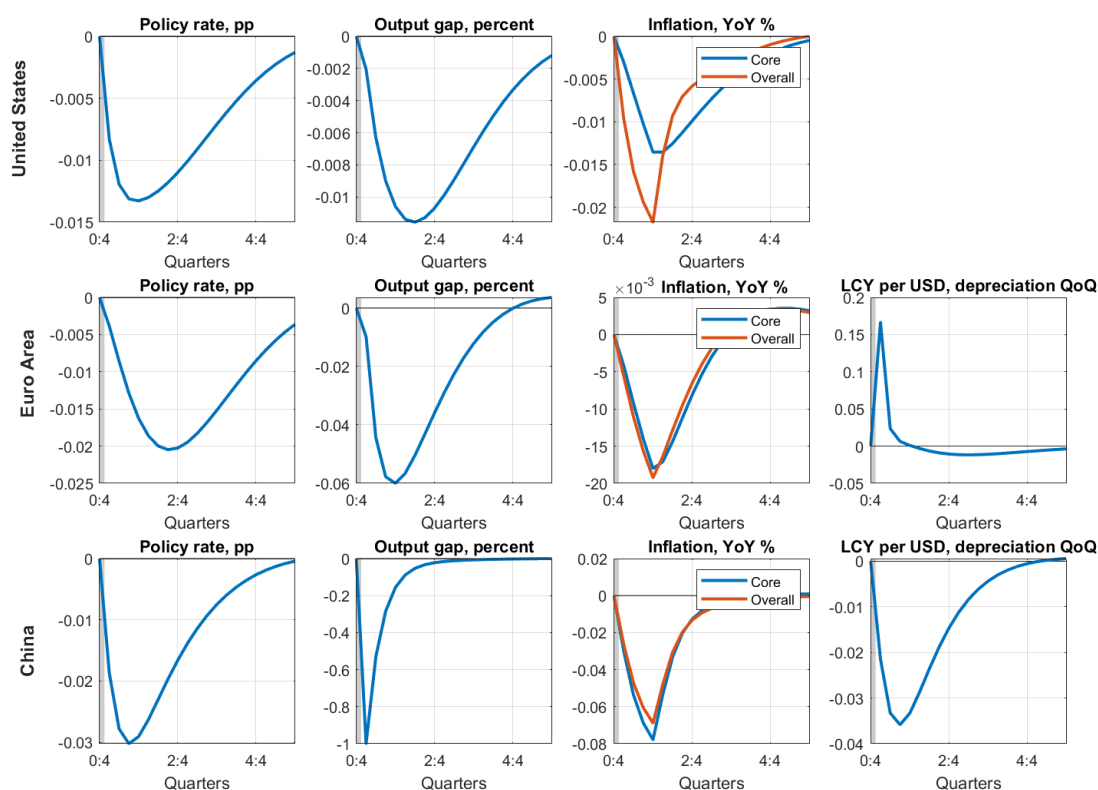 Policy rate, pp
Output gap, percent
Inflation, YoY %
United States
0
-0.005
-0.01
-0.015
0:4
2:4
4:4
Quarters
0
-0.002
-0.004
-0.006
-0.008
-0.01
0:4
2:4
4:4
Quarters
0
-0.005
-0.01
-0.015
-0.02
Core
Overall
0:4
2:4
4:4
Quarters
Policy rate, pp
Output gap, percent
×10⁻³
Inflation, YoY %
LCY per USD, depreciation QoQ
Euro Area
0
-0.005
-0.01
-0.015
-0.02
-0.025
0:4
2:4
4:4
Quarters
0
-0.02
-0.04
-0.06
0:4
2:4
4:4
Quarters
5
0
-5
-10
-15
-20
Core
Overall
0:4
2:4
4:4
Quarters
0.2
0.15
0.1
0.05
0
-0.05
0:4
2:4
4:4
Quarters
Policy rate, pp
Output gap, percent
Inflation, YoY %
LCY per USD, depreciation QoQ
China
0
-0.01
-0.02
-0.03
0:4
2:4
4:4
Quarters
0
-0.2
-0.4
-0.6
-0.8
-1
0:4
2:4
4:4
Quarters
0.02
0
-0.02
-0.04
-0.06
-0.08
Core
Overall
0:4
2:4
4:4
Quarters
0
-0.01
-0.02
-0.03
-0.04
0:4
2:4
4:4
Quarters